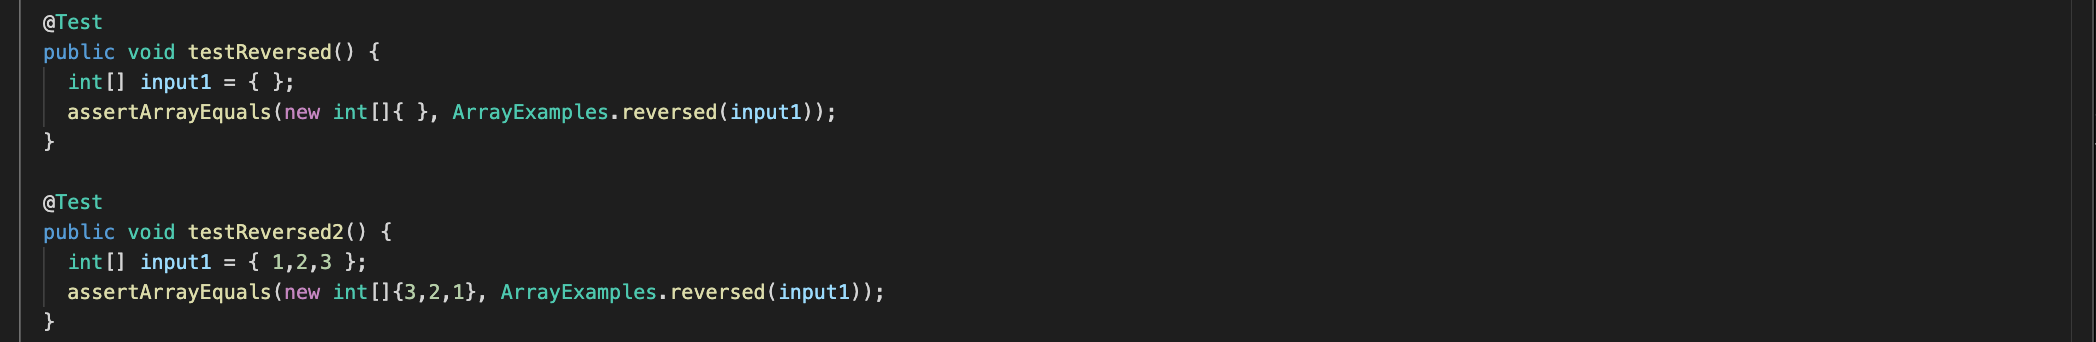 @Test
public void testReversed() {
  int[] input1 = { };
  assertArrayEquals(new int[]{ }, ArrayExamples.reversed(input1));
}

@Test
public void testReversed2() {
  int[] input1 = { 1,2,3 };
  assertArrayEquals(new int[]{3,2,1}, ArrayExamples.reversed(input1));
}